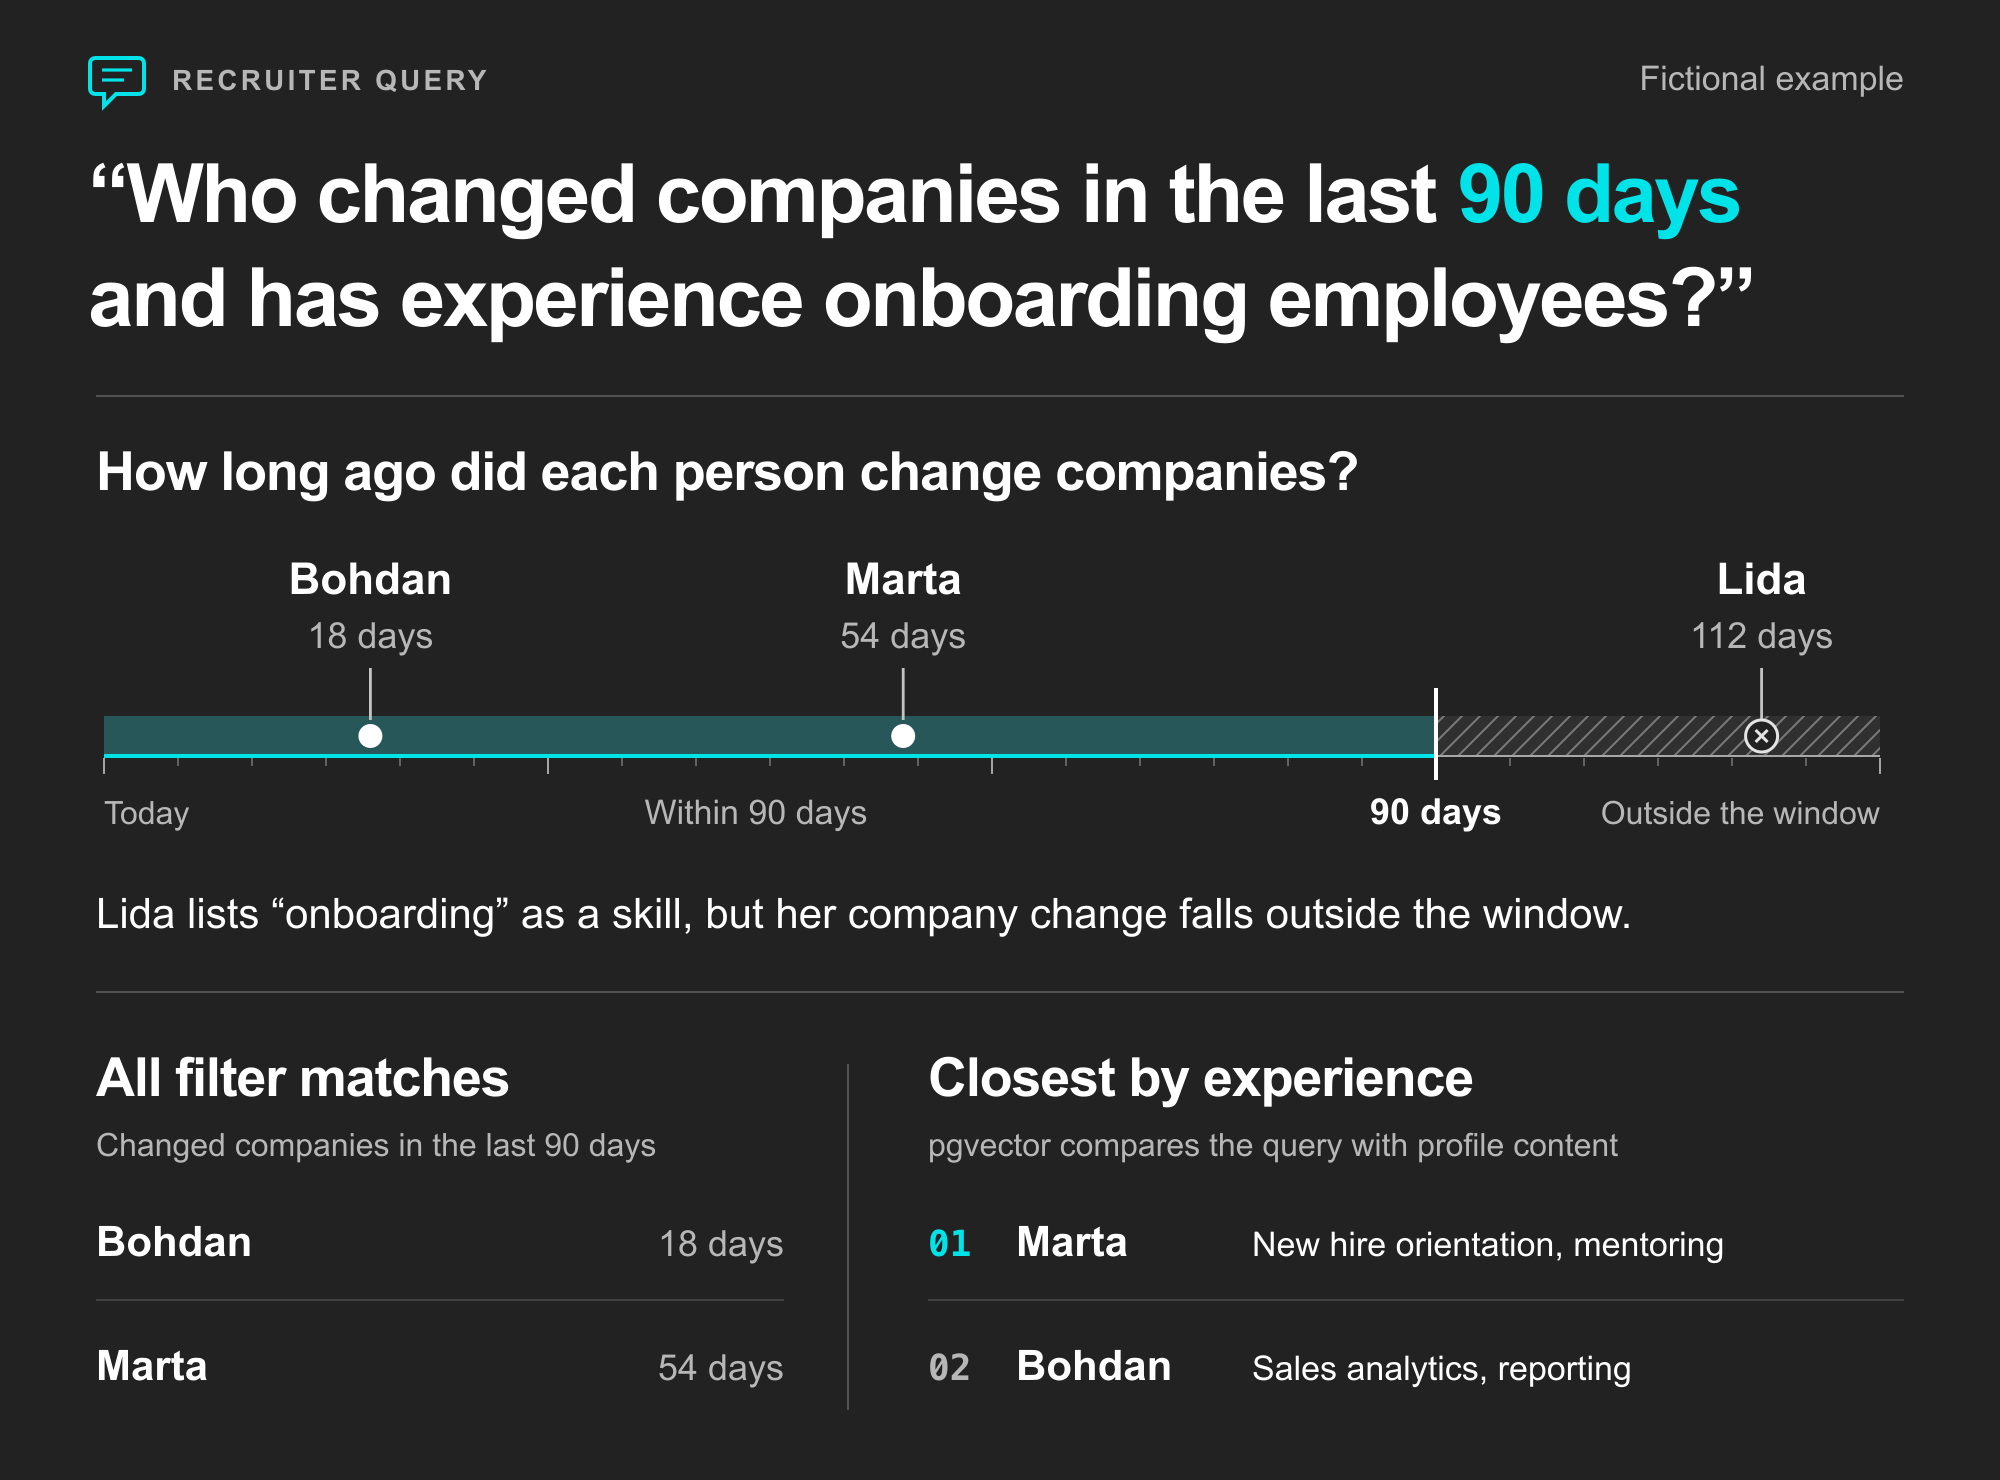 RECRUITER QUERY
Fictional example
“Who changed companies in the last 90 days
and has experience onboarding employees?”
How long ago did each person change companies?
Bohdan
18 days
Marta
54 days
Lida
112 days
Today
Within 90 days
90 days
Outside the window
Lida lists “onboarding” as a skill, but her company change falls outside the window.
All filter matches
Changed companies in the last 90 days
Bohdan 18 days
Marta 54 days
Closest by experience
pgvector compares the query with profile content
01 Marta New hire orientation, mentoring
02 Bohdan Sales analytics, reporting